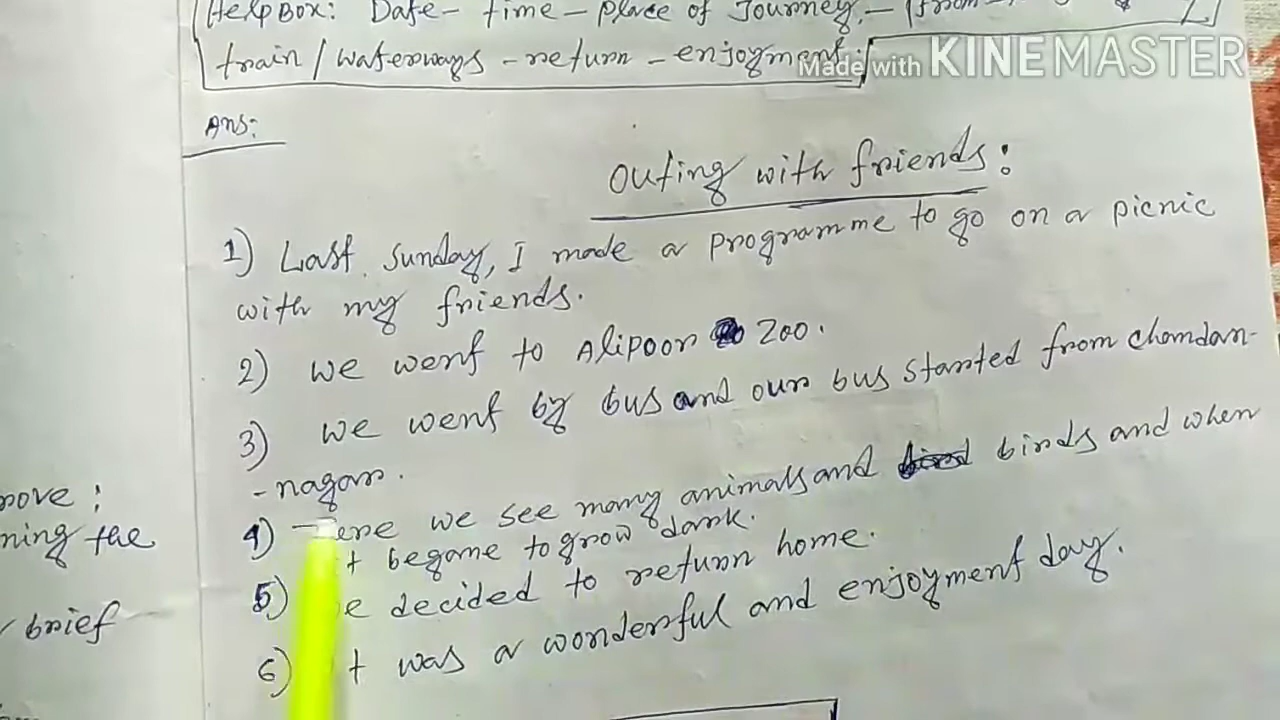 HelpBox: Date - time - place of Journey - (from
train / waterways - return - enjoyment.
Made with KINEMASTER
Ans:
Outing with friends:
1) Last Sunday, I made a programme to go on a picnic
with my friends.
2) we went to Alipoor zoo.
3) we went by bus and our bus started from chandan-
-nagar.
4) we see many animals and birds and when
begame to grow dark.
5) decided to return home.
6) was a wonderful and enjoyment day.
ning the
brief